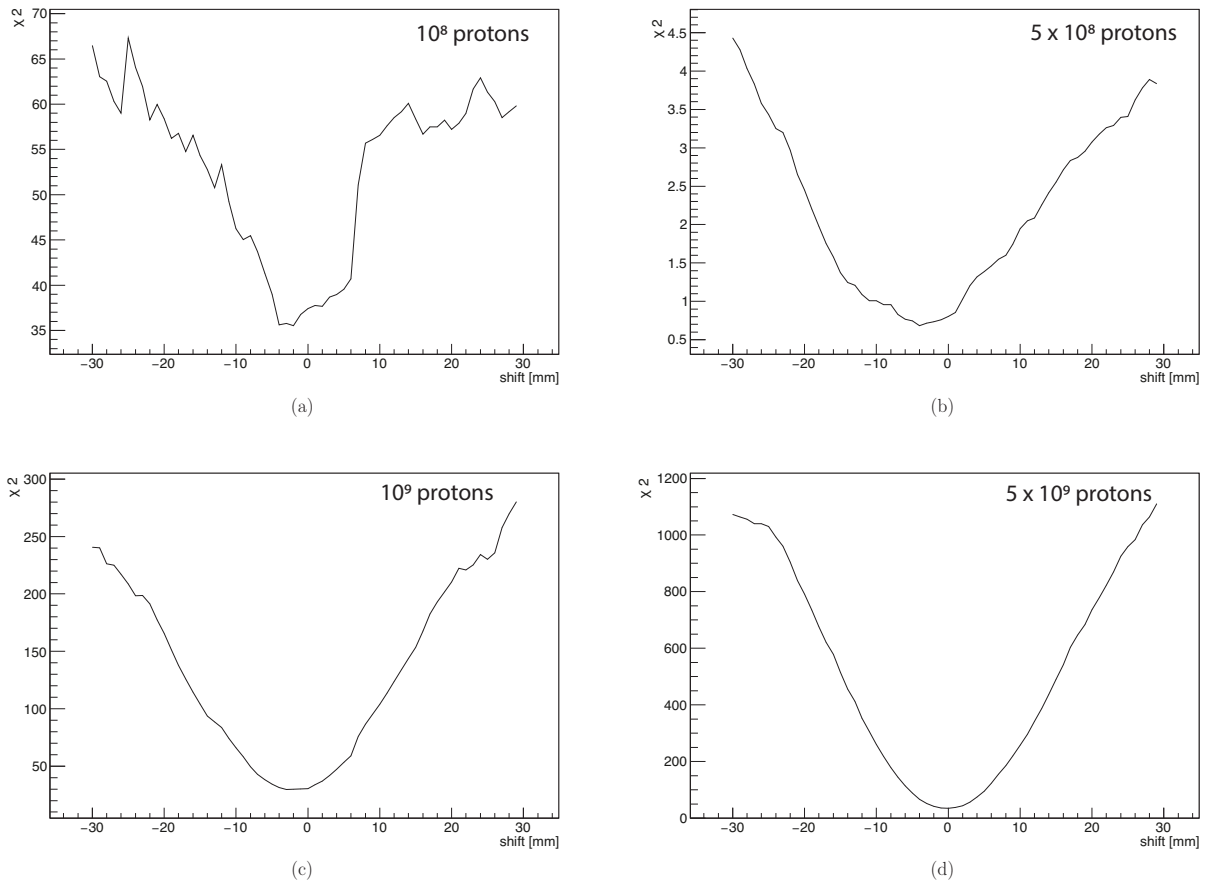 χ 2
10⁸ protons
70
65
60
55
50
45
40
35
−30 −20 −10 0 10 20 30
shift [mm]
(a)
χ 2
5 x 10⁸ protons
4.5
4
3.5
3
2.5
2
1.5
1
0.5
−30 −20 −10 0 10 20 30
shift [mm]
(b)
χ 2
10⁹ protons
300
250
200
150
100
50
−30 −20 −10 0 10 20 30
shift [mm]
(c)
χ 2
5 x 10⁹ protons
1200
1000
800
600
400
200
0
−30 −20 −10 0 10 20 30
shift [mm]
(d)